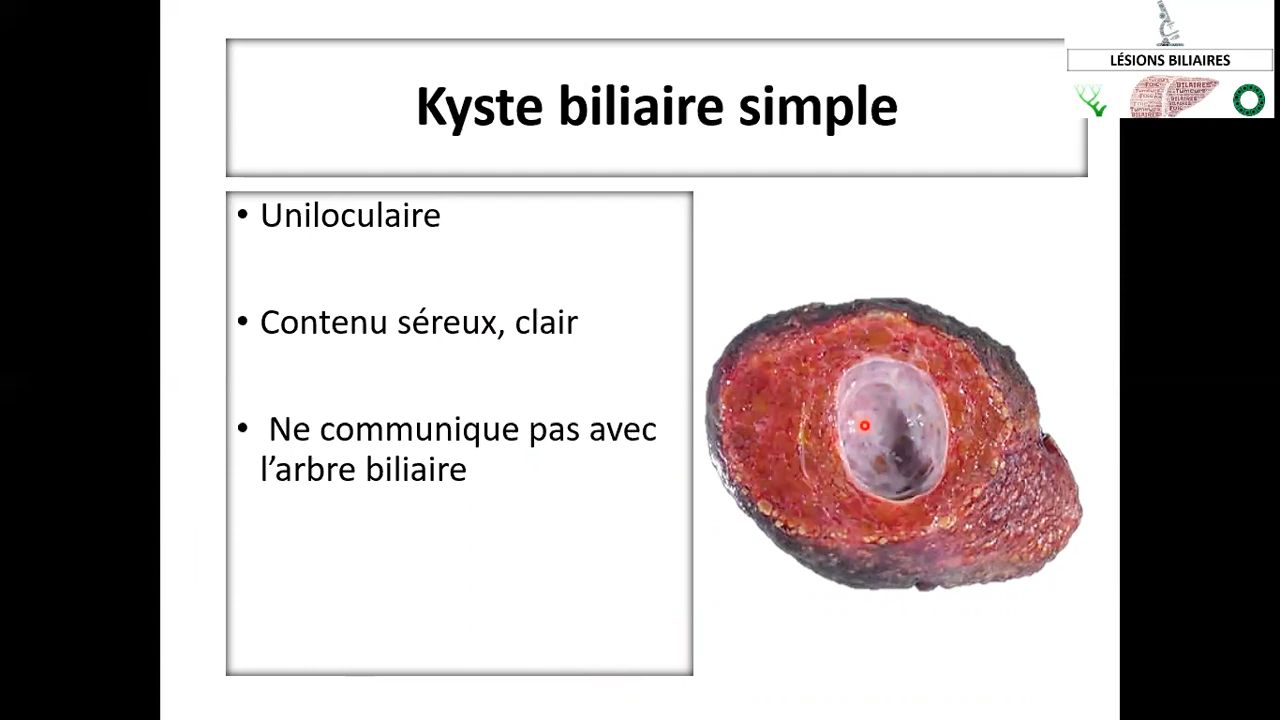 LÉSIONS BILIAIRES
Kyste biliaire simple
• Uniloculaire
• Contenu séreux, clair
• Ne communique pas avec
l’arbre biliaire